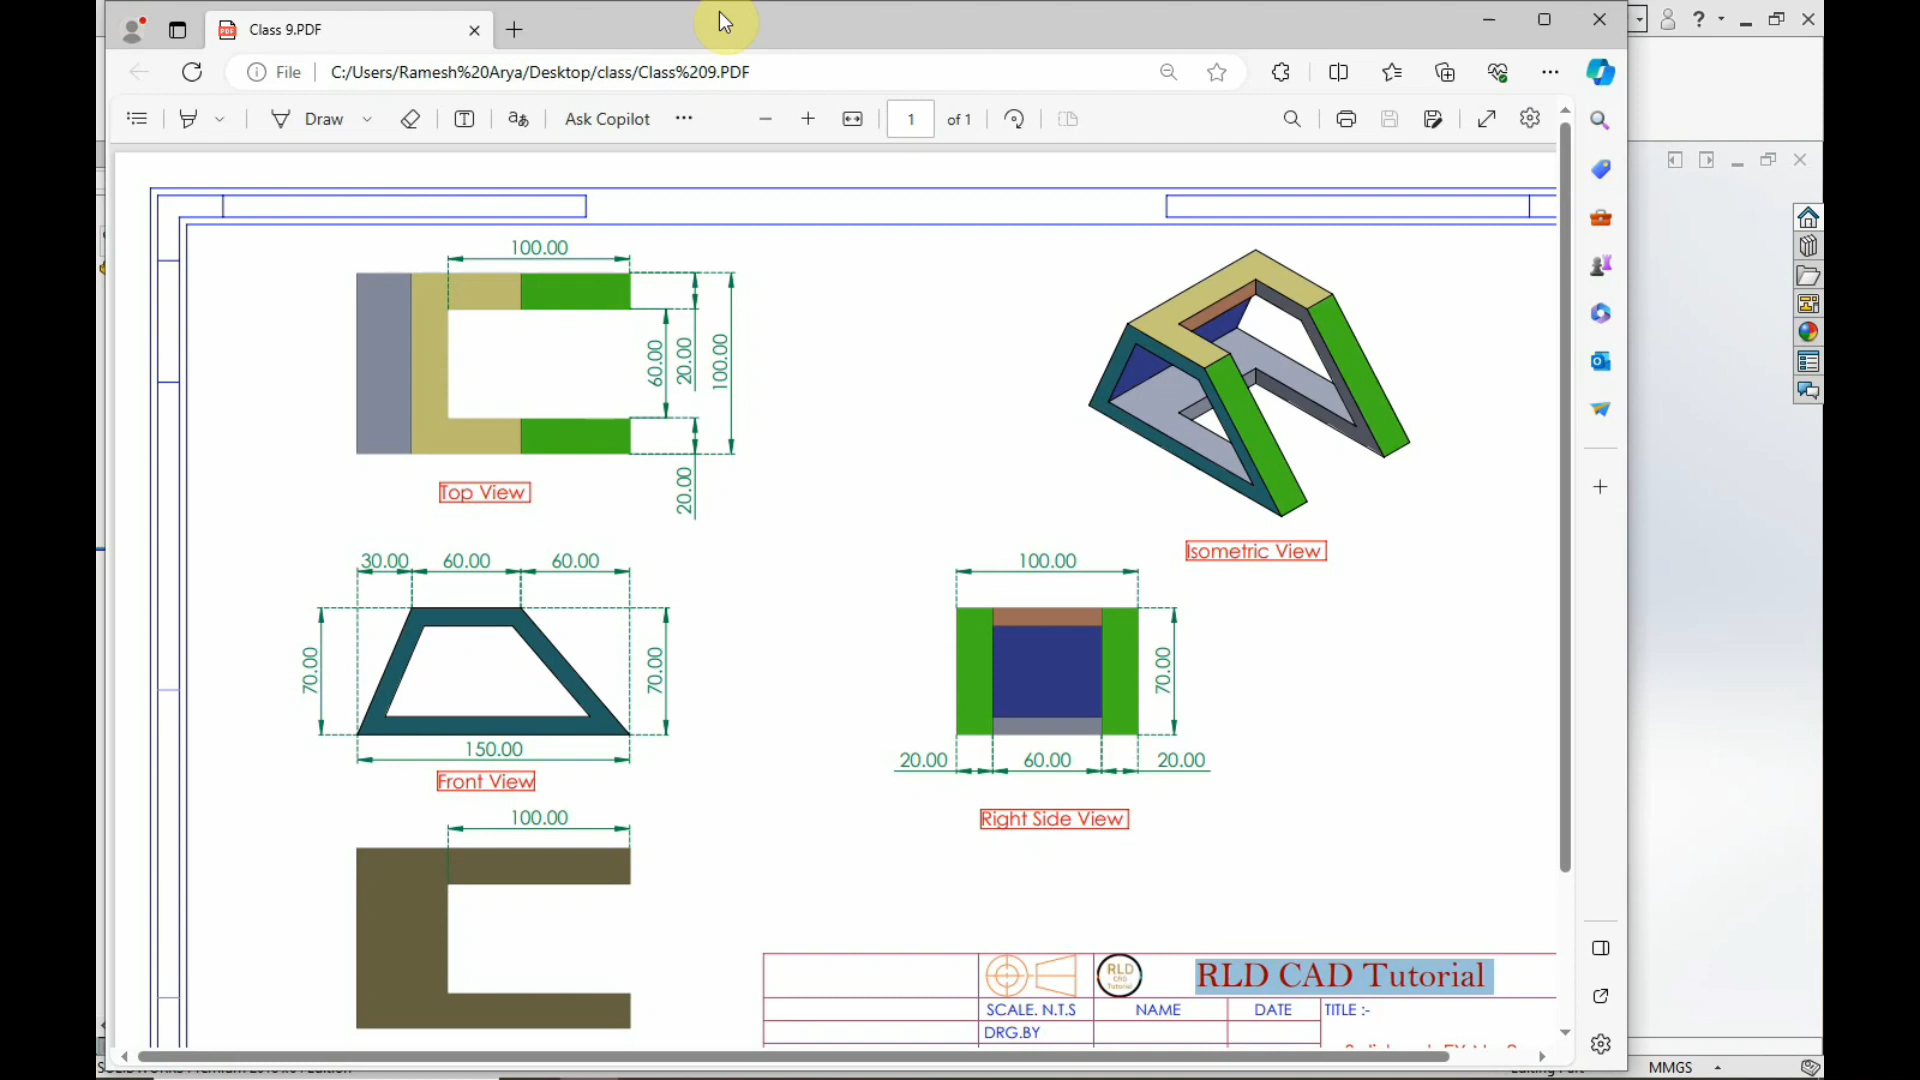 Class 9.PDF
File
C:/Users/Ramesh%20Arya/Desktop/class/Class%209.PDF
Draw
Ask Copilot
1
of 1
100.00
60.00
20.00
100.00
20.00
Top View
Isometric View
30.00
60.00
60.00
70.00
70.00
150.00
Front View
100.00
70.00
20.00
60.00
20.00
Right Side View
100.00
RLD
CAD
Tutorial
RLD CAD Tutorial
SCALE. N.T.S
NAME
DATE
TITLE :-
DRG.BY
MMGS